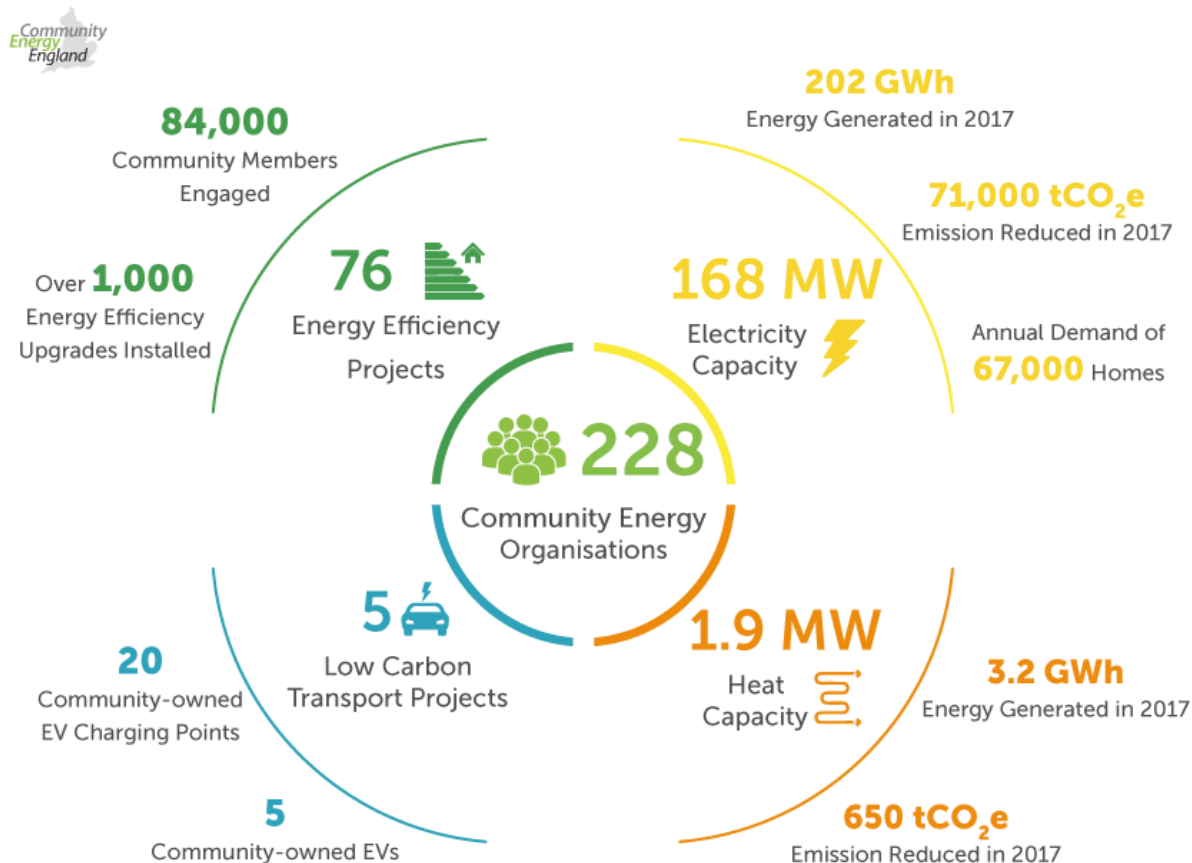 Community
Energy
England
84,000
Community Members
Engaged
Over 1,000
Energy Efficiency
Upgrades Installed
76
Energy Efficiency
Projects
202 GWh
Energy Generated in 2017
71,000 tCO₂e
Emission Reduced in 2017
168 MW
Electricity
Capacity
Annual Demand of
67,000 Homes
228
Community Energy
Organisations
5
Low Carbon
Transport Projects
20
Community-owned
EV Charging Points
5
Community-owned EVs
1.9 MW
Heat
Capacity
3.2 GWh
Energy Generated in 2017
650 tCO₂e
Emission Reduced in 2017